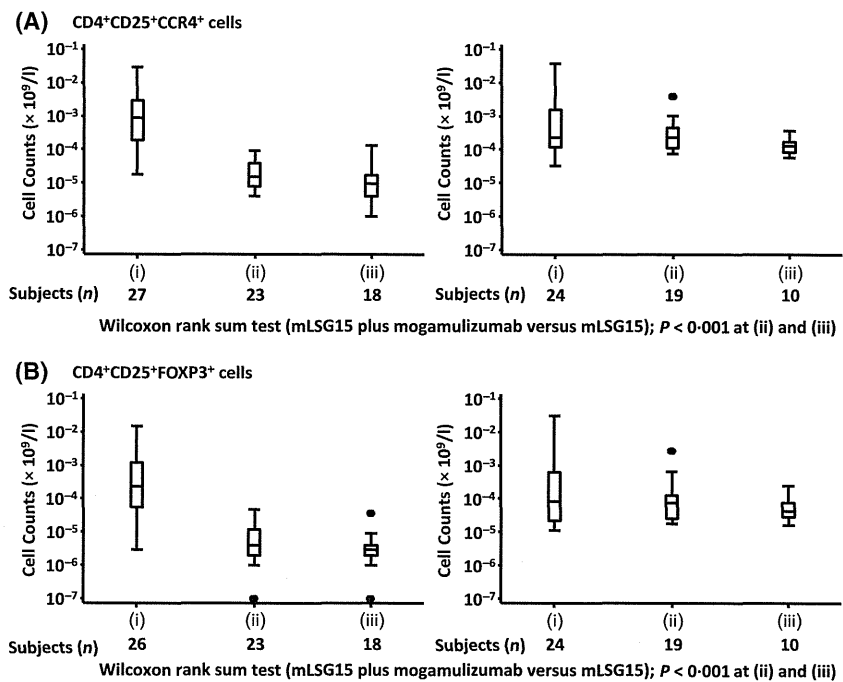 (A) CD4⁺CD25⁺CCR4⁺ cells
Cell Counts (× 10⁹/l)
10⁻¹
10⁻²
10⁻³
10⁻⁴
10⁻⁵
10⁻⁶
10⁻⁷
(i) (ii) (iii)
Subjects (n) 27 23 18
Cell Counts (× 10⁹/l)
10⁻¹
10⁻²
10⁻³
10⁻⁴
10⁻⁵
10⁻⁶
10⁻⁷
(i) (ii) (iii)
Subjects (n) 24 19 10
Wilcoxon rank sum test (mLSG15 plus mogamulizumab versus mLSG15); P < 0·001 at (ii) and (iii)
(B) CD4⁺CD25⁺FOXP3⁺ cells
Cell Counts (× 10⁹/l)
10⁻¹
10⁻²
10⁻³
10⁻⁴
10⁻⁵
10⁻⁶
10⁻⁷
(i) (ii) (iii)
Subjects (n) 26 23 18
Cell Counts (× 10⁹/l)
10⁻¹
10⁻²
10⁻³
10⁻⁴
10⁻⁵
10⁻⁶
10⁻⁷
(i) (ii) (iii)
Subjects (n) 24 19 10
Wilcoxon rank sum test (mLSG15 plus mogamulizumab versus mLSG15); P < 0·001 at (ii) and (iii)